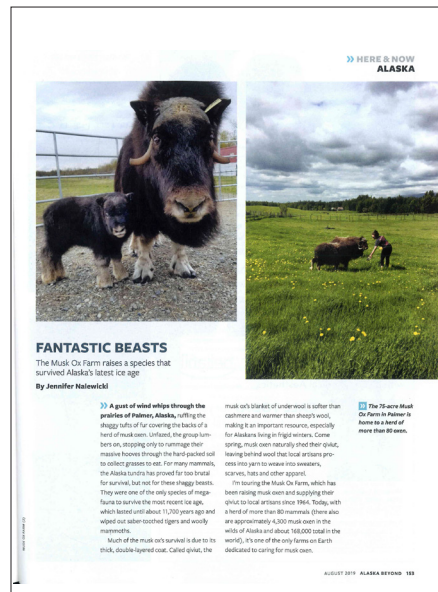 HERE & NOW
ALASKA
FANTASTIC BEASTS
The Musk Ox Farm raises a species that
survived Alaska's latest ice age
By Jennifer Nalewicki
A gust of wind whips through the
prairies of Palmer, Alaska, ruffling the
shaggy tufts of fur covering the backs of a
herd of musk oxen. Unfazed, the group lum-
bers on, stopping only to rummage their
massive hooves through the hard-packed soil
to collect grasses to eat. For many mammals,
the Alaska tundra has proved far too brutal
for survival, but not for these shaggy beasts.
They were one of the only species of mega-
fauna to survive the most recent ice age,
which lasted until about 11,700 years ago and
wiped out saber-toothed tigers and woolly
mammoths.
Much of the musk ox's survival is due to its
thick, double-layered coat. Called qiviut, the
musk ox's blanket of underwool is softer than
cashmere and warmer than sheep's wool,
making it an important resource, especially
for Alaskans living in frigid winters. Come
spring, musk oxen naturally shed their qiviut,
leaving behind wool that local artisans pro-
cess into yarn to weave into sweaters,
scarves, hats and other apparel.
I'm touring the Musk Ox Farm, which has
been raising musk oxen and supplying their
qiviut to local artisans since 1964. Today, with
a herd of more than 80 mammals (there also
are approximately 4,300 musk oxen in the
wilds of Alaska and about 168,000 total in the
world), it's one of the only farms on Earth
dedicated to caring for musk oxen.
The 75-acre Musk
Ox Farm in Palmer is
home to a herd of
more than 80 oxen.
AUGUST 2019 ALASKA BEYOND 153